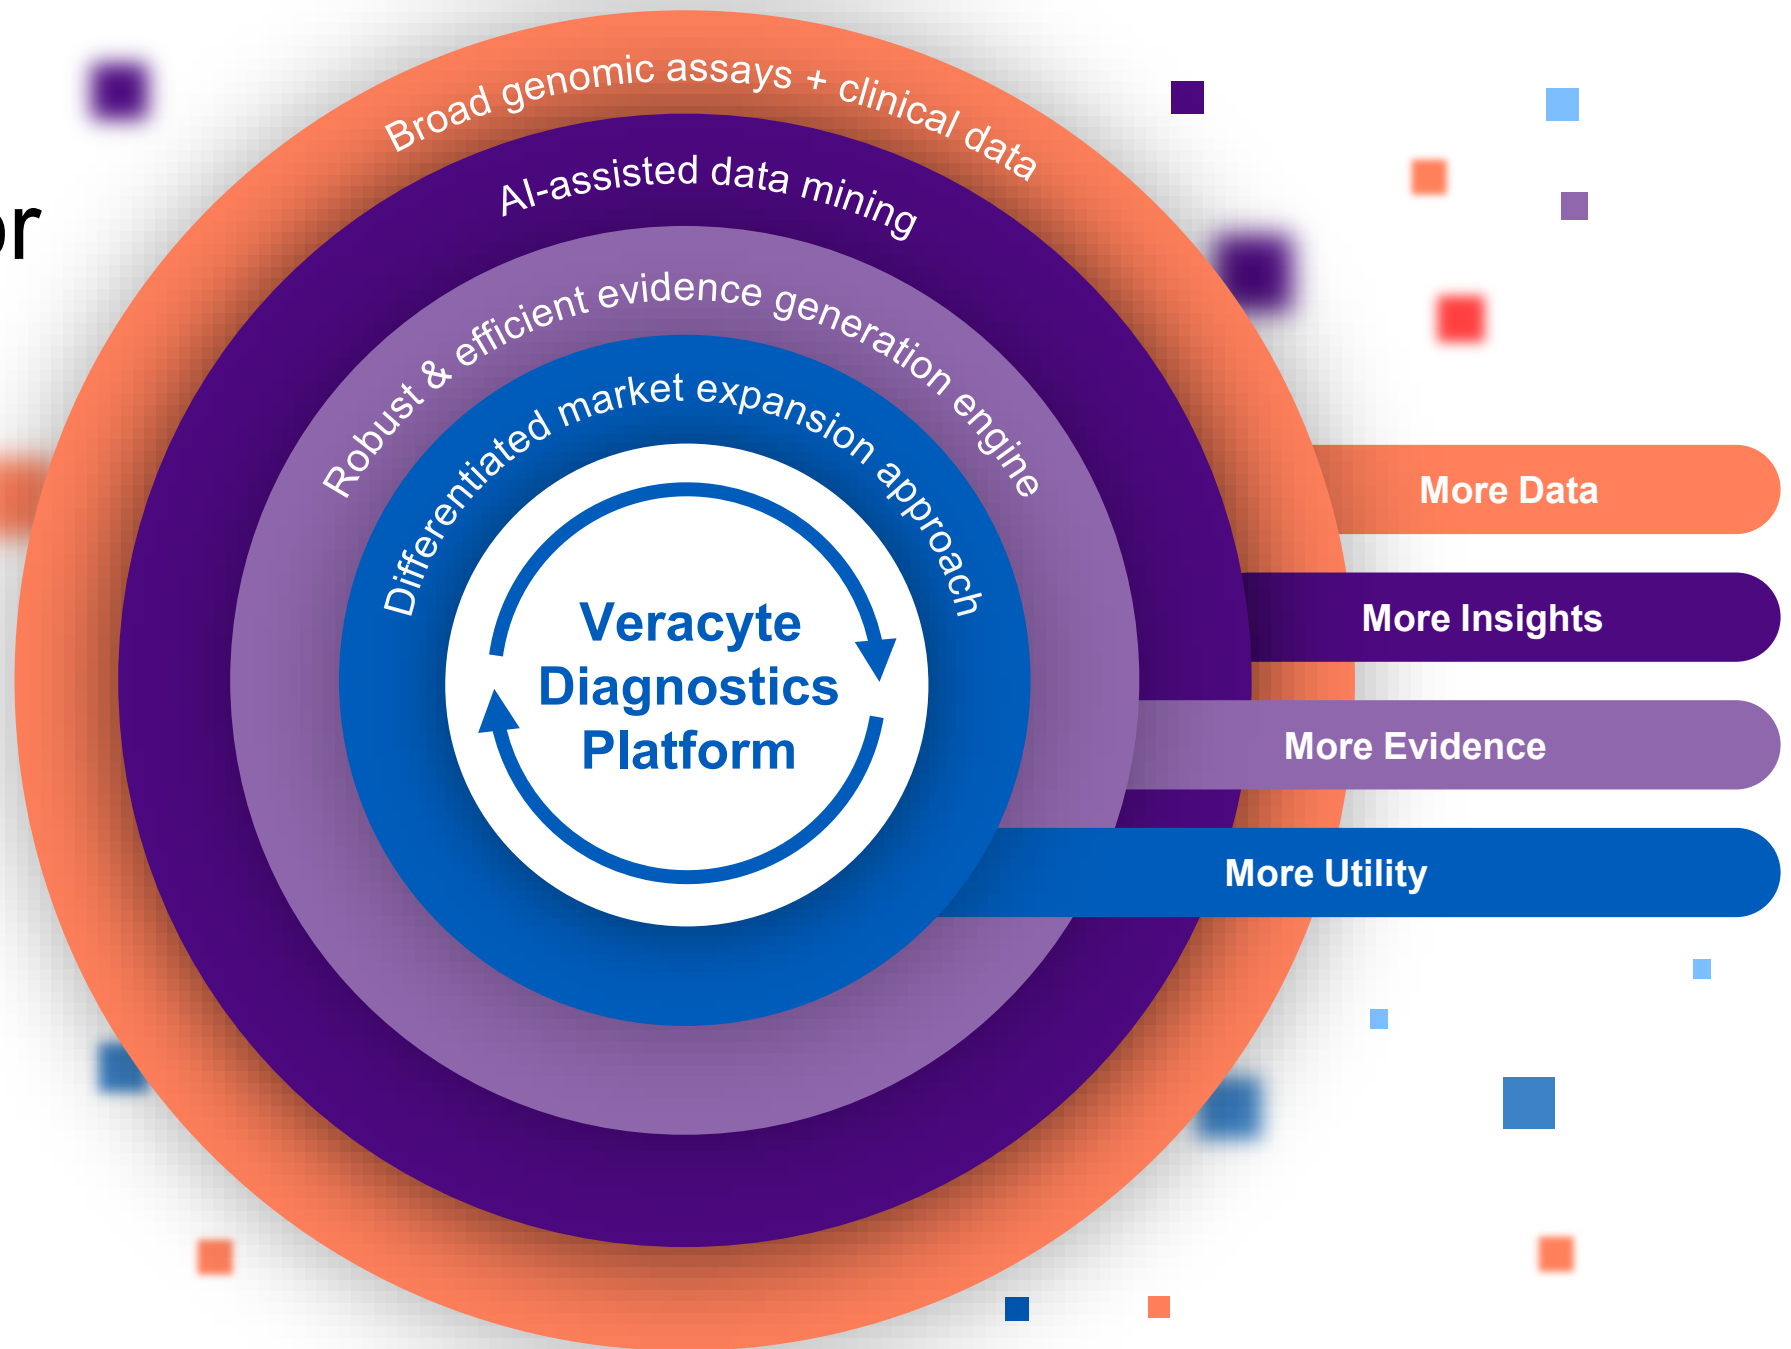 Broad genomic assays + clinical data
AI-assisted data mining
or
Robust & efficient evidence generation engine
Differentiated market expansion approach
Veracyte
Diagnostics
Platform
More Data
More Insights
More Evidence
More Utility